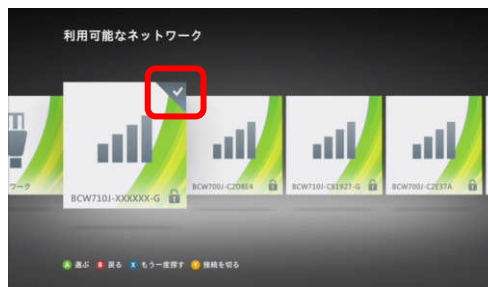 利用可能なネットワーク
ワーク
BCW710J-XXXXXX-G
BCW700J-C2D8E4
BCW710J-C81927-G
BCW700J-C2E37A
A 選ぶ B 戻る X もう一度探す Y 接続を切る